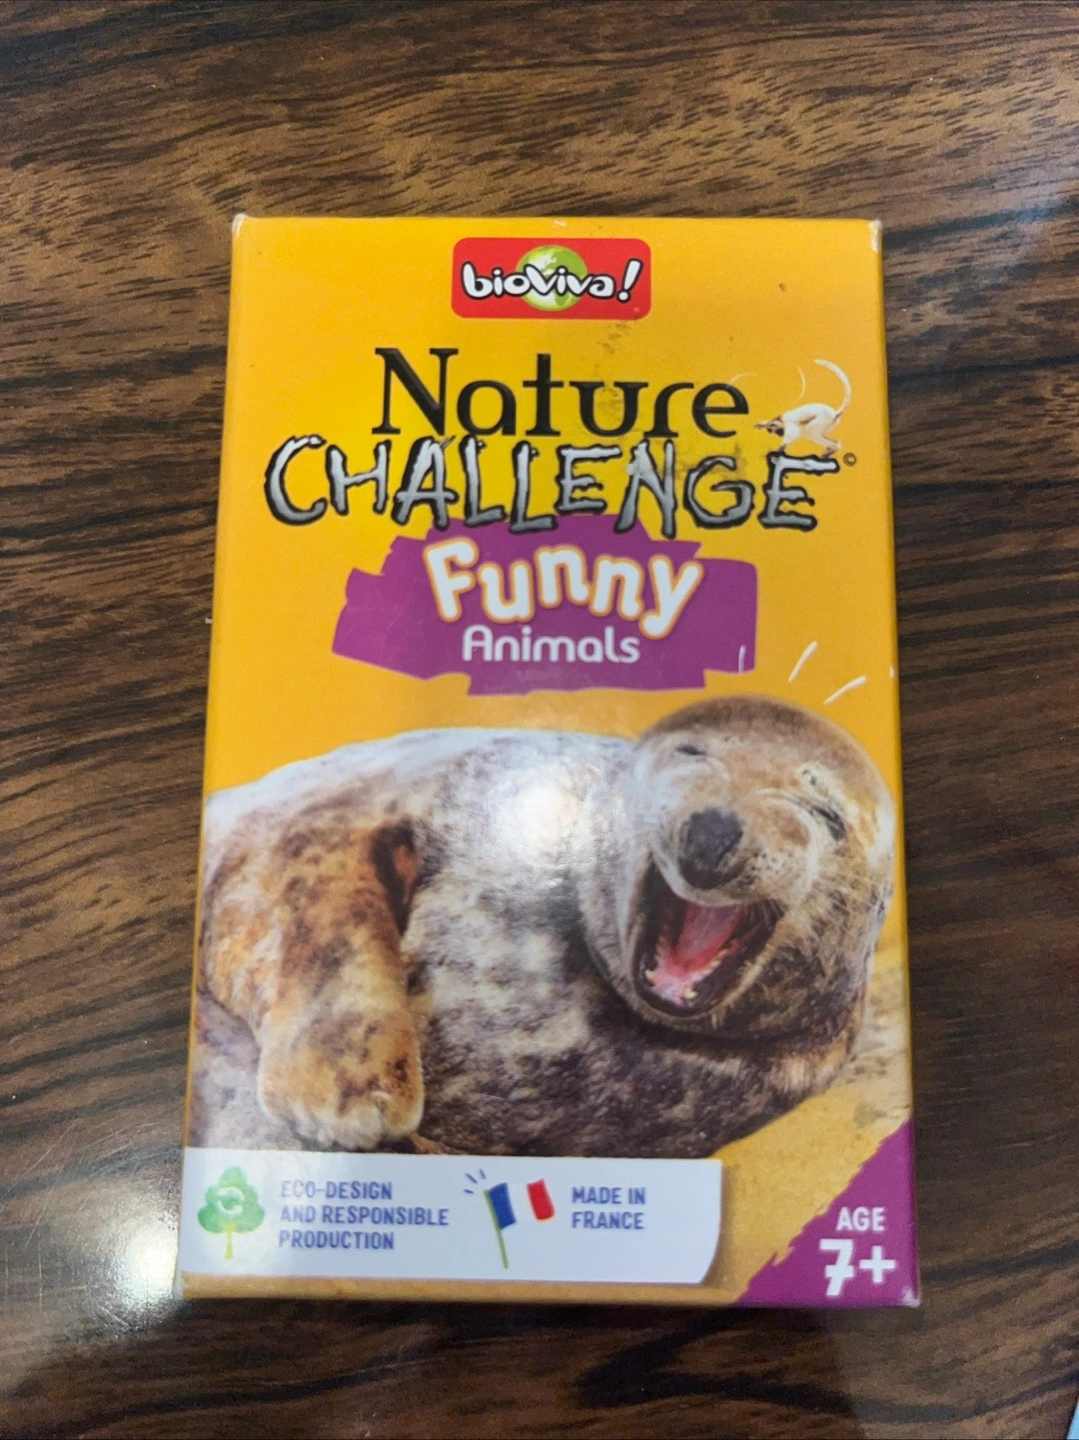 bioviva!
Nature
CHALLENGE©
Funny
Animals
ECO-DESIGN
AND RESPONSIBLE
PRODUCTION
MADE IN
FRANCE
AGE
7+